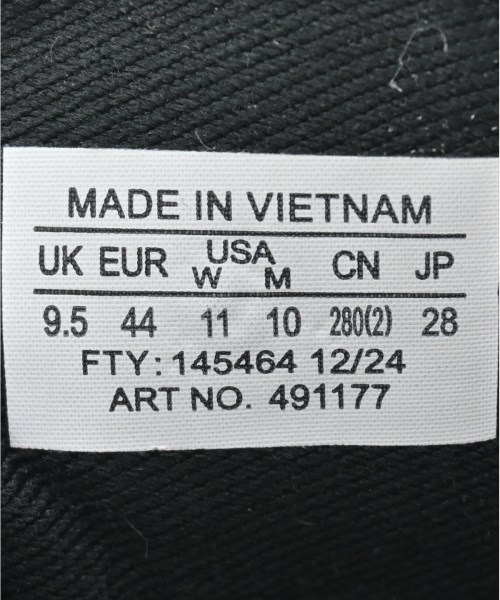 MADE IN VIETNAM
UK EUR USA CN JP
W M
9.5 44 11 10 280(2) 28
FTY: 145464 12/24
ART NO. 491177